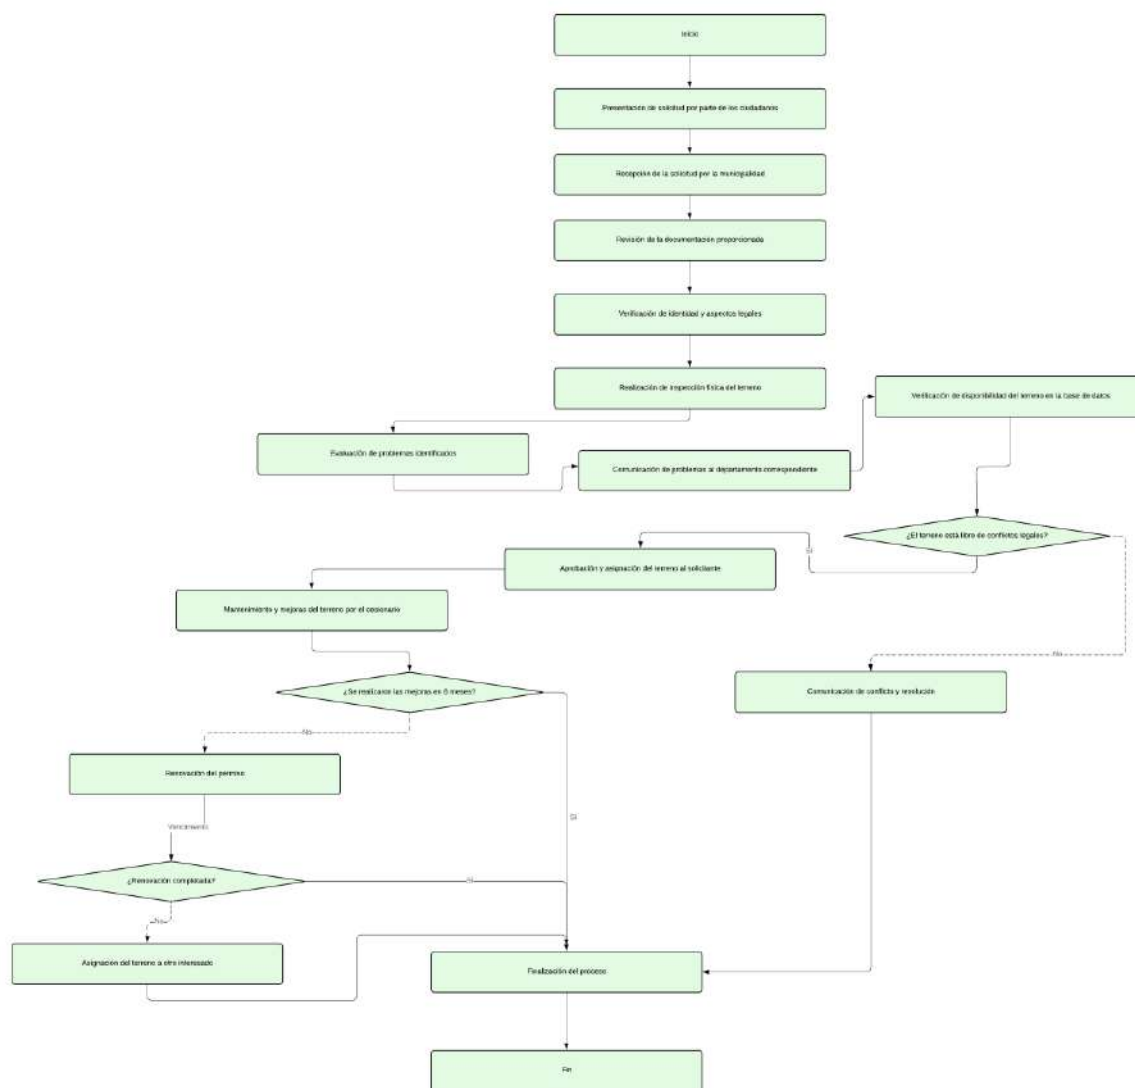 Inicio
Presentación de solicitud por parte de los ciudadanos
Recepción de la solicitud por la municipalidad
Revisión de la documentación proporcionada
Verificación de identidad y aspectos legales
Realización de inspección física del terreno
Verificación de disponibilidad del terreno en la base de datos
Evaluación de problemas identificados
Comunicación de problemas al departamento correspondiente
¿El terreno está libre de conflictos legales?
Sí
Aprobación y asignación del terreno al solicitante
Mantenimiento y mejoras del terreno por el cesionario
No
¿Se realizaron las mejoras en 6 meses?
Comunicación de conflicto y resolución
No
Renovación del permiso
Sí
Vencimiento
¿Renovación completada?
Sí
No
Asignación del terreno a otro interesado
Finalización del proceso
Fin